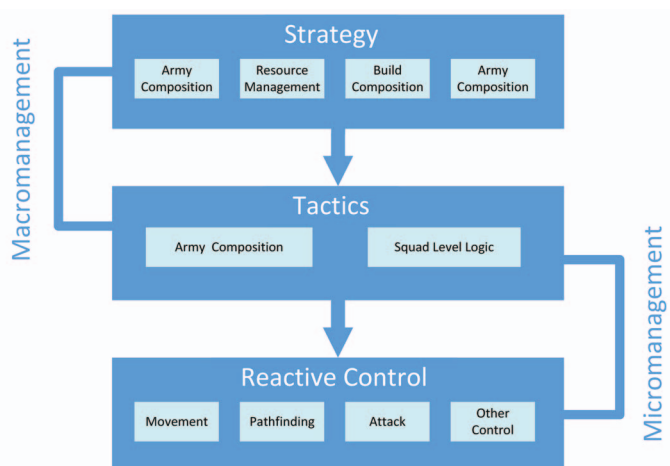 Macromanagement
Strategy
Army
Composition
Resource
Management
Build
Composition
Army
Composition
Tactics
Army Composition
Squad Level Logic
Micromanagement
Reactive Control
Movement
Pathfinding
Attack
Other
Control